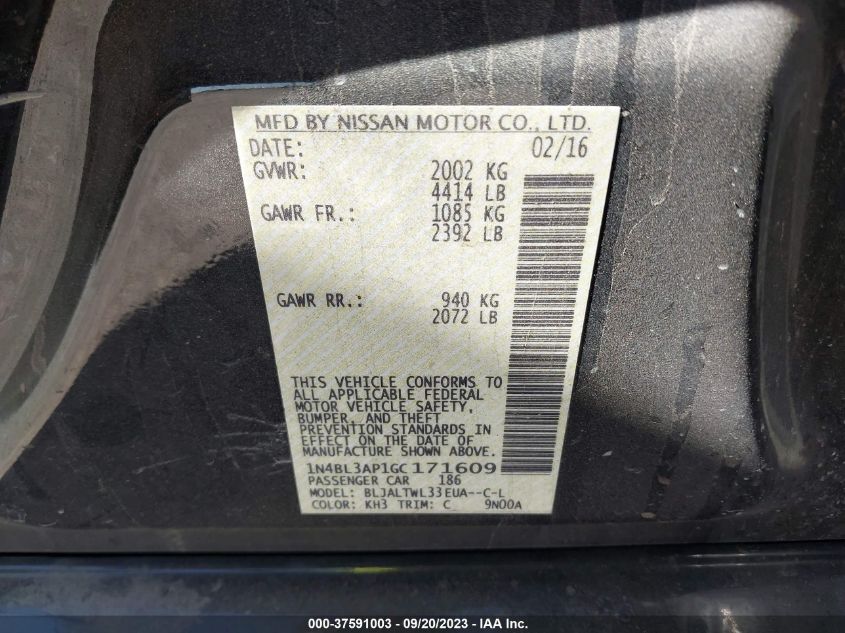 MFD BY NISSAN MOTOR CO., LTD.
DATE: 02/16
GVWR: 2002 KG
4414 LB
GAWR FR.: 1085 KG
2392 LB
GAWR RR.: 940 KG
2072 LB
THIS VEHICLE CONFORMS TO
ALL APPLICABLE FEDERAL
MOTOR VEHICLE SAFETY,
BUMPER, AND THEFT
PREVENTION STANDARDS IN
EFFECT ON THE DATE OF
MANUFACTURE SHOWN ABOVE.
1N4BL3AP1GC171609
PASSENGER CAR 186
MODEL: BLJALTWL33EUA--C-L
COLOR: KH3 TRIM: C 9N00A
000-37591003 - 09/20/2023 - Copyright IAA, Inc.